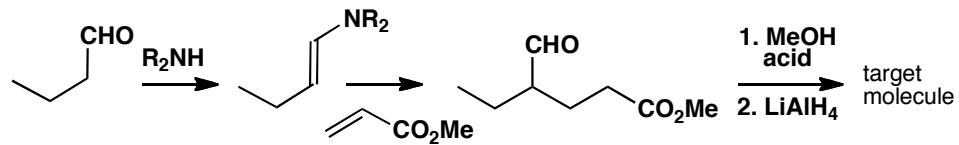 CHO
R2NH
NR2
CO2Me
CHO
CO2Me
1. MeOH
acid
2. LiAlH4
target
molecule